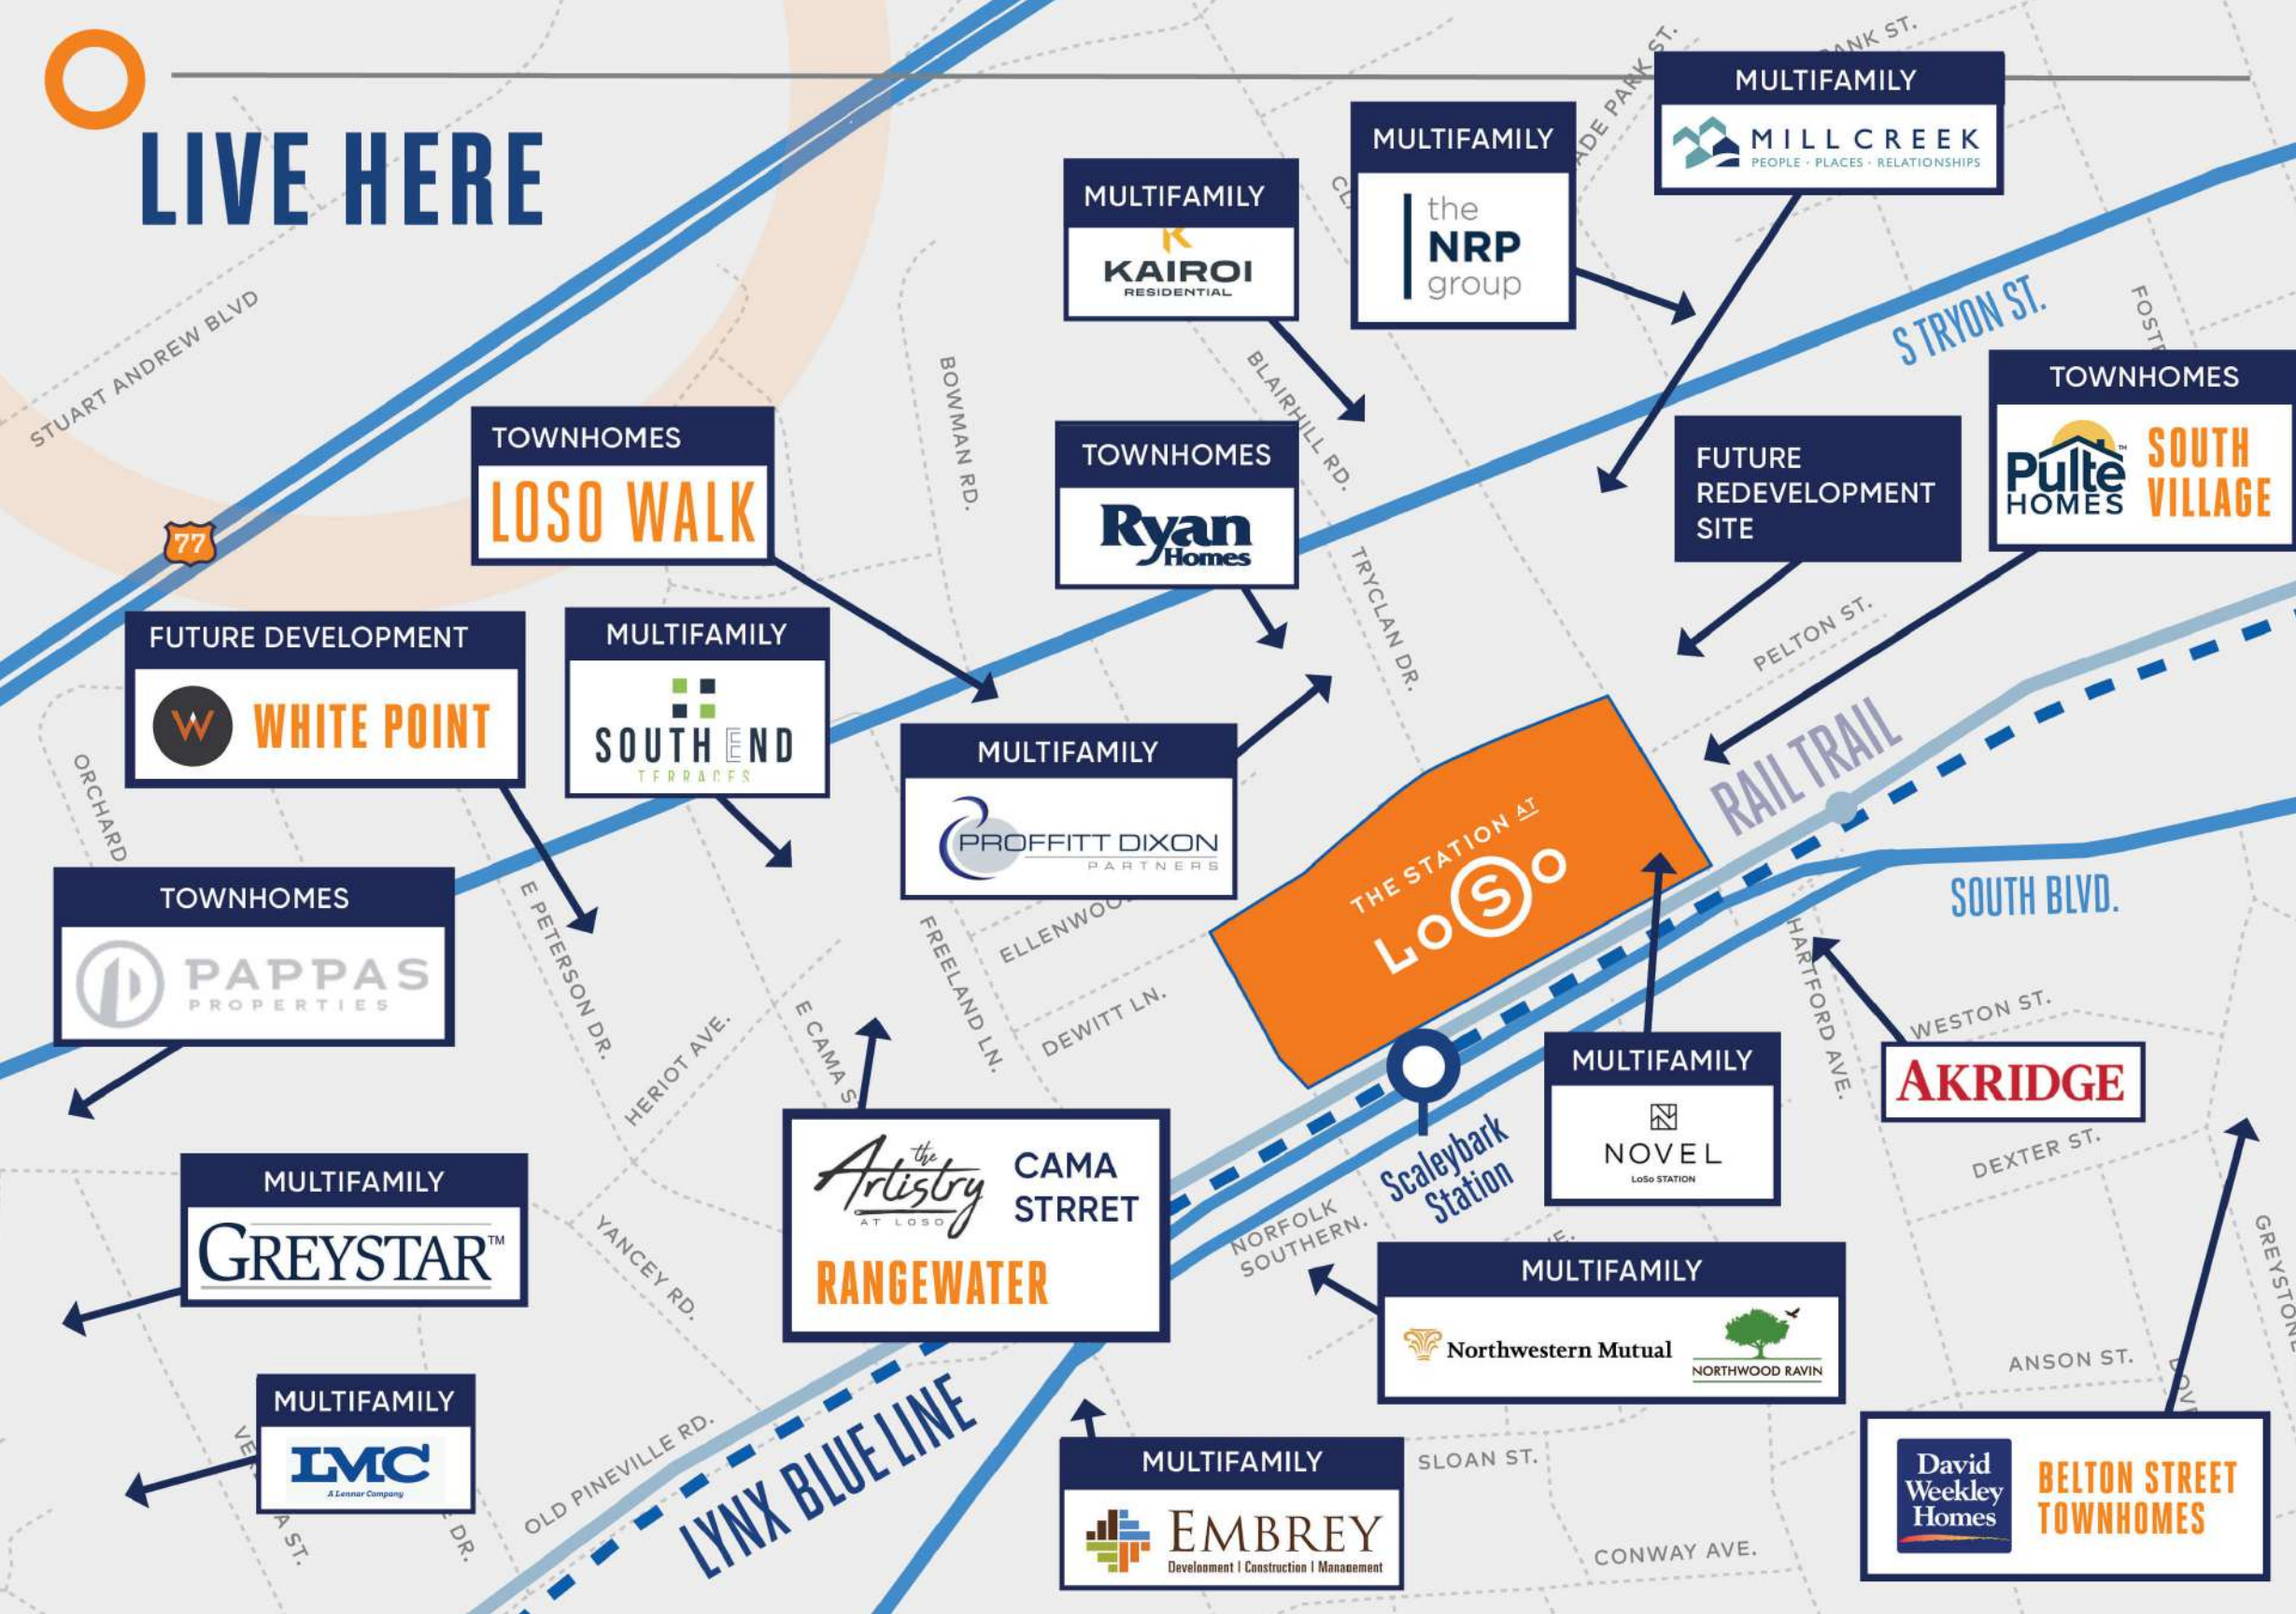 LIVE HERE
MULTIFAMILY
MILL CREEK
PEOPLE · PLACES · RELATIONSHIPS
MULTIFAMILY
the
NRP
group
MULTIFAMILY
KAIROI
RESIDENTIAL
STUART ANDREW BLVD
BOWMAN RD.
BLAIRHILL RD.
S TRYON ST.
TOWNHOMES
Pulte
HOMES
SOUTH
VILLAGE
TOWNHOMES
LOSO WALK
TOWNHOMES
Ryan
Homes
FUTURE
REDEVELOPMENT
SITE
77
TRYCLAN DR.
PELTON ST.
FUTURE DEVELOPMENT
W WHITE POINT
MULTIFAMILY
SOUTH END
TERRACES
MULTIFAMILY
PROFFITT DIXON
PARTNERS
RAIL TRAIL
ORCHARD
THE STATION AT
LOSO
SOUTH BLVD.
TOWNHOMES
PAPPAS
PROPERTIES
E PETERSON DR.
HERIOT AVE.
E CAMA S
FREELAND LN.
DEWITT LN.
HARTFORD AVE.
WESTON ST.
AKRIDGE
DEXTER ST.
MULTIFAMILY
NOVEL
LoSo STATION
Scaleybark
Station
NORFOLK
SOUTHERN.
MULTIFAMILY
GREYSTAR™
YANCEY RD.
the
Artistry
AT LOSO
CAMA
STRRET
RANGEWATER
MULTIFAMILY
Northwestern Mutual
NORTHWOOD RAVIN
ANSON ST.
MULTIFAMILY
LMC
A Lennar Company
OLD PINEVILLE RD.
LYNX BLUE LINE
MULTIFAMILY
EMBREY
Development | Construction | Management
SLOAN ST.
CONWAY AVE.
David
Weekley
Homes
BELTON STREET
TOWNHOMES